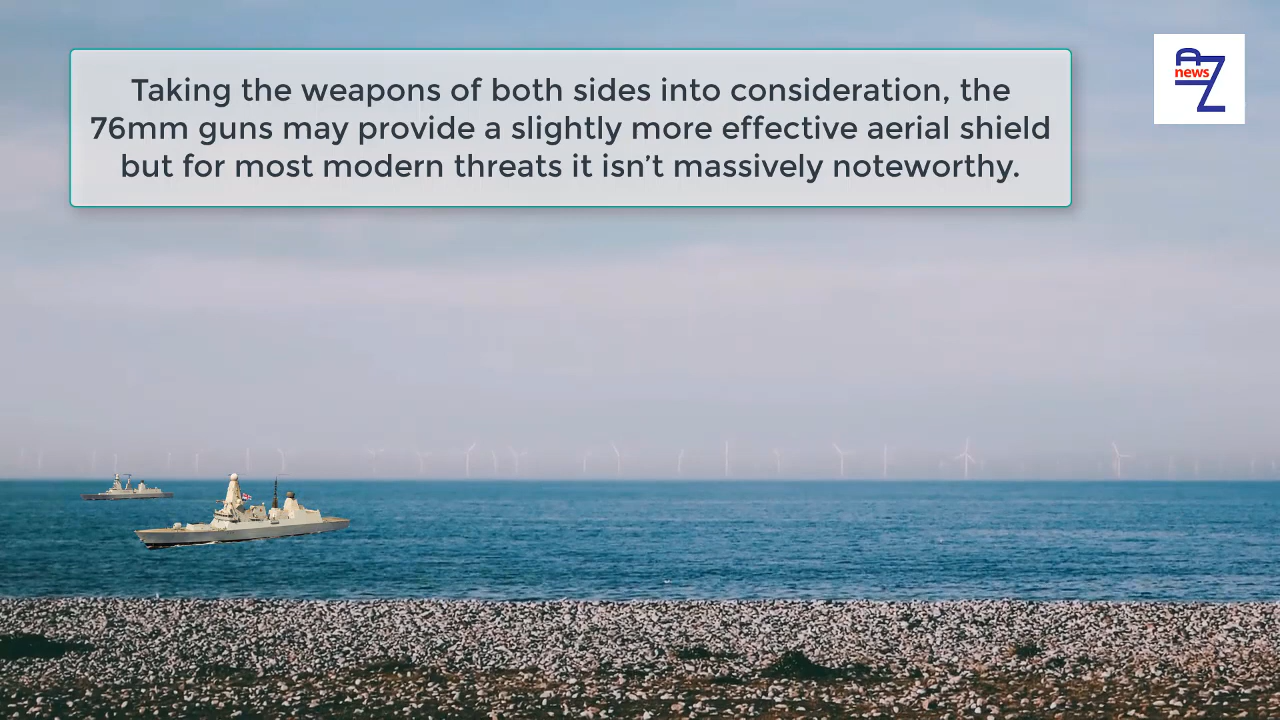 Taking the weapons of both sides into consideration, the
76mm guns may provide a slightly more effective aerial shield
but for most modern threats it isn’t massively noteworthy.
A
news
Z